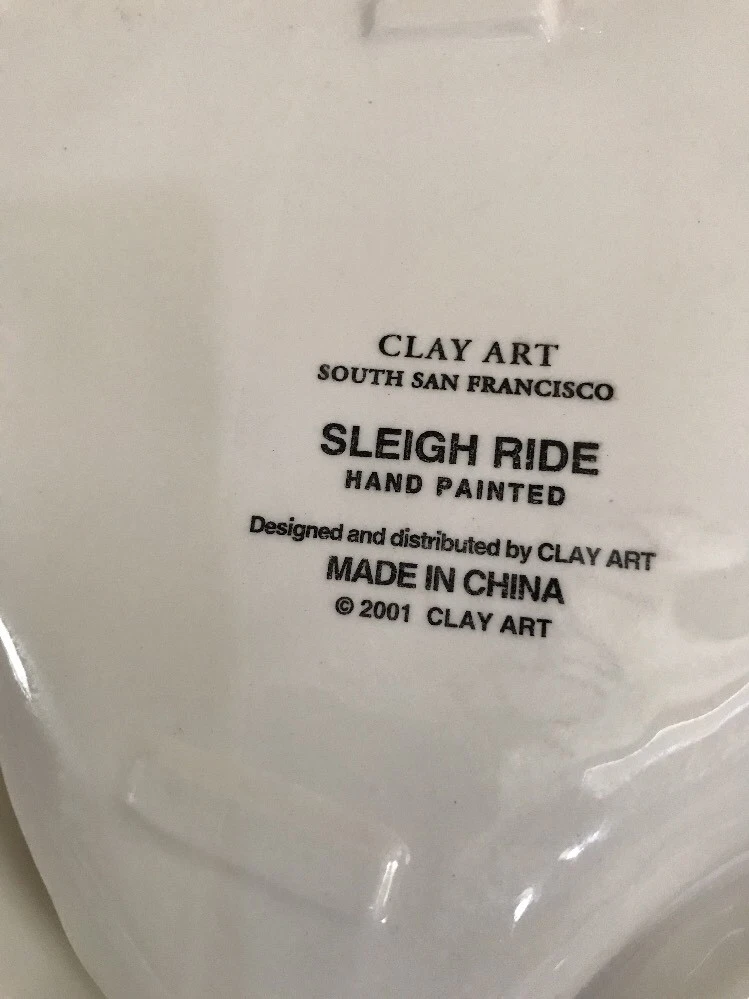 CLAY ART
SOUTH SAN FRANCISCO
SLEIGH RIDE
HAND PAINTED
Designed and distributed by CLAY ART
MADE IN CHINA
© 2001 CLAY ART